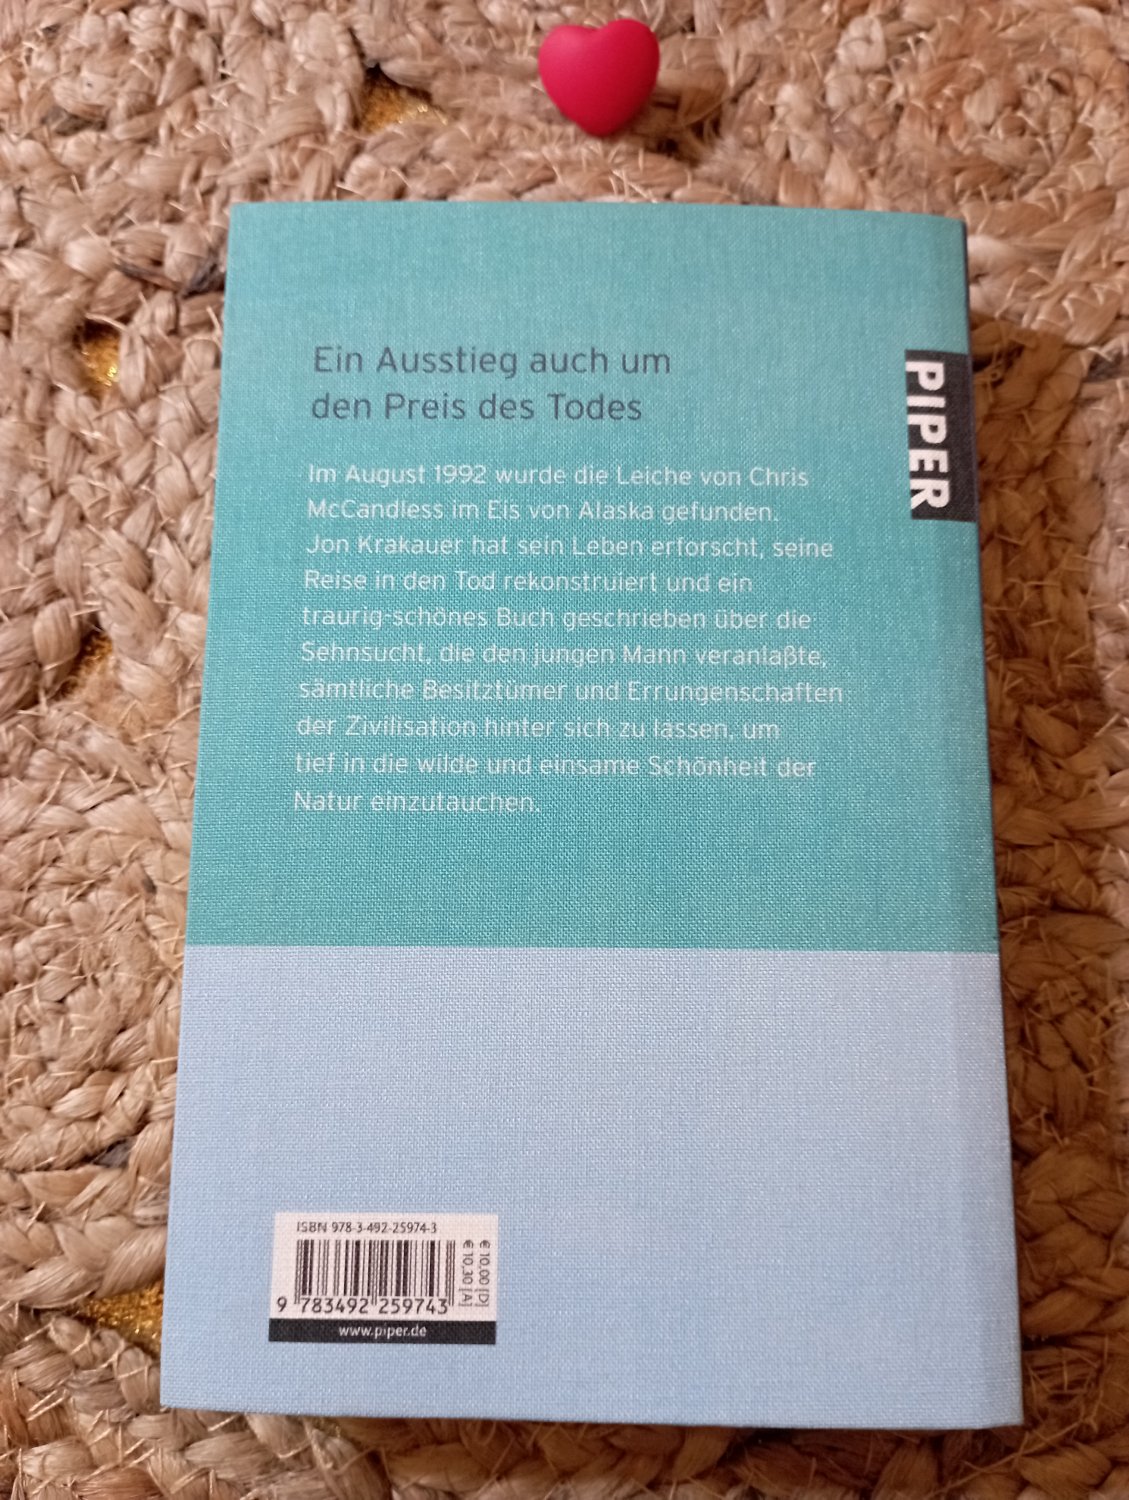 Ein Ausstieg auch um
den Preis des Todes
Im August 1992 wurde die Leiche von Chris
McCandless im Eis von Alaska gefunden.
Jon Krakauer hat sein Leben erforscht, seine
Reise in den Tod rekonstruiert und ein
traurig-schönes Buch geschrieben über die
Sehnsucht, die den jungen Mann veranlaßte,
sämtliche Besitztümer und Errungenschaften
der Zivilisation hinter sich zu lassen, um
tief in die wilde und einsame Schönheit der
Natur einzutauchen.
PIPER
ISBN 978-3-492-25974-3
€ 10,00 [D]
€ 10,30 [A]
9 783492 259743
www.piper.de